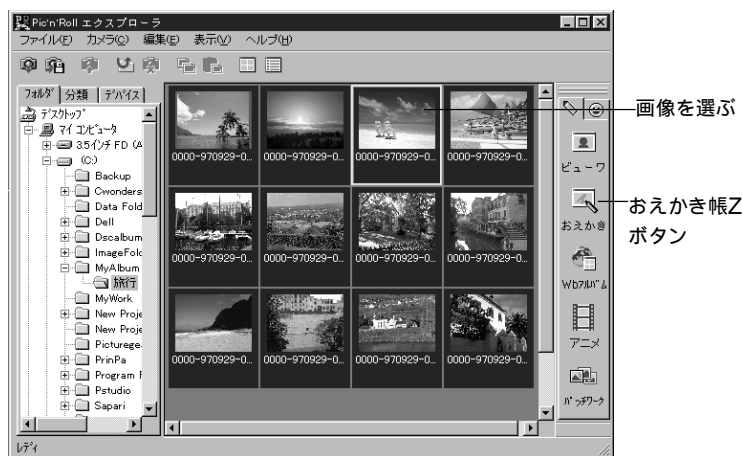 Pic'n'Roll エクスプローラ
ファイル(F) カメラ(C) 編集(E) 表示(V) ヘルプ(H)
フォルダ 分類 デバイス
デスクトップ
マイ コンピュータ
3.5インチ FD (A
(C:)
Backup
Cwonders
Data Fold
Dell
Dscalbum
ImageFolc
MyAlbum
旅行
MyWork
New Proje
New Proje
Picturege
PrinPa
Program F
Pstudio
Sapari
0000-970929-0... 0000-970929-0... 0000-970929-0... 0000-970929-0...
0000-970929-0... 0000-970929-0... 0000-970929-0... 0000-970929-0...
0000-970929-0... 0000-970929-0... 0000-970929-0... 0000-970929-0...
ビューワ
おえかき
Wbアルバム
アニメ
パッチワーク
レディ
画像を選ぶ
おえかき帳Z
ボタン